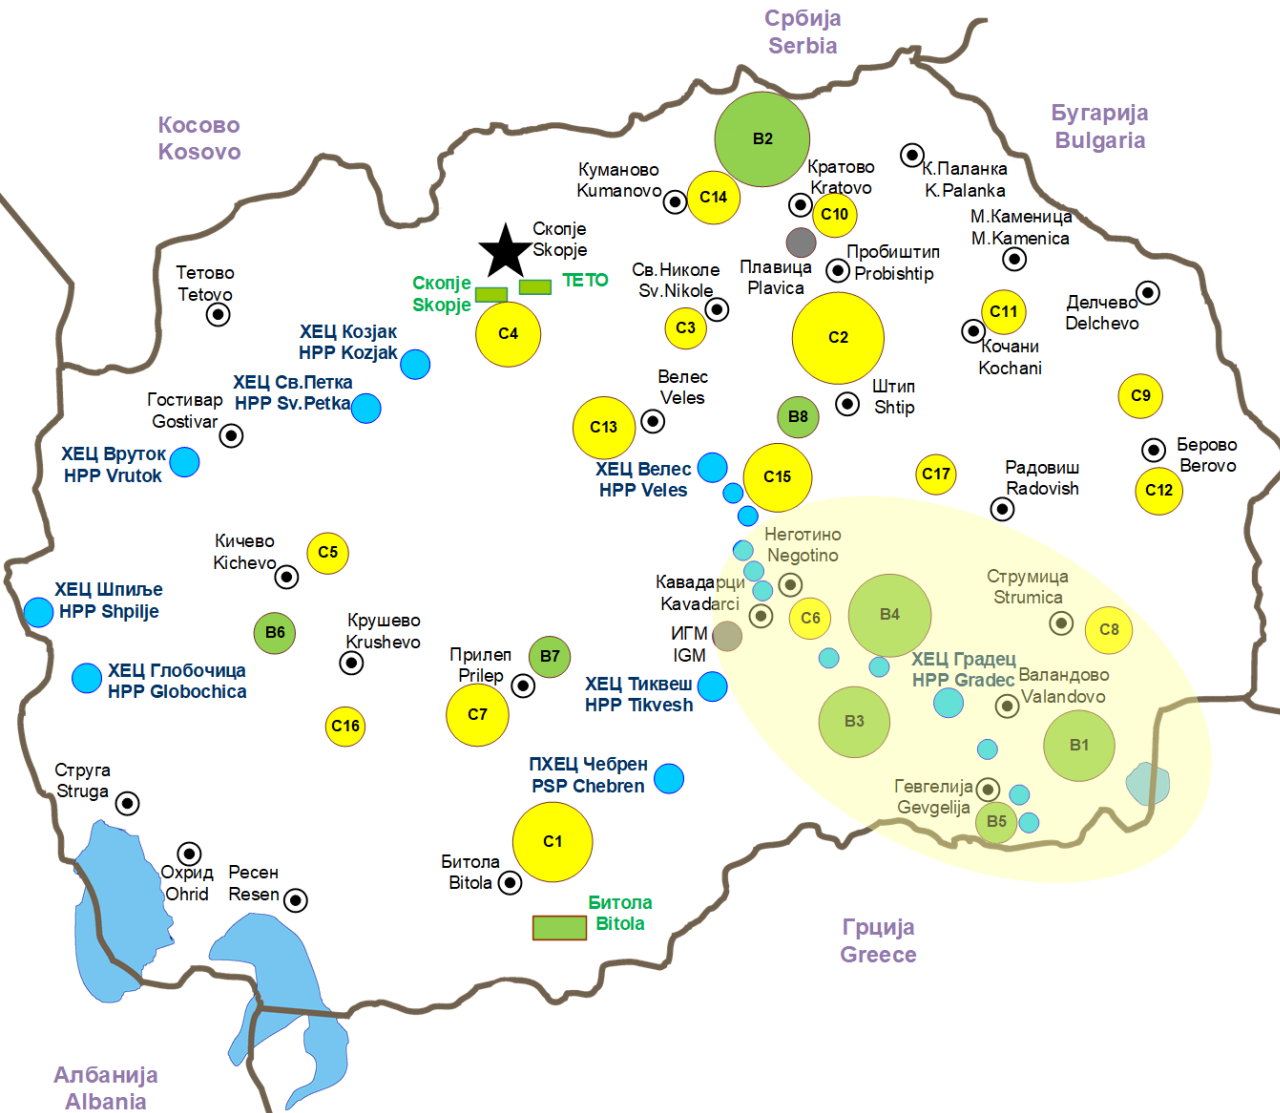 Србија
Serbia
Косово
Kosovo
Бугарија
Bulgaria
B2
Куманово
Kumanovo
C14
Кратово
Kratovo
C10
К.Паланка
K.Palanka
М.Каменица
M.Kamenica
Скопје
Skopje
Пробиштип
Probishtip
Плавица
Plavica
Св.Николе
Sv.Nikole
Тетово
Tetovo
Скопје
Skopje
ТЕТО
Делчево
Delchevo
C3
C4
C2
C11
ХЕЦ Козјак
HPP Kozjak
Кочани
Kochani
ХЕЦ Св.Петка
HPP Sv.Petka
Гостивар
Gostivar
Велес
Veles
Штип
Shtip
C9
B8
C13
ХЕЦ Вруток
HPP Vrutok
ХЕЦ Велес
HPP Veles
C15
C17
Радовиш
Radovish
Берово
Berovo
C12
Кичево
Kichevo
C5
Неготино
Negotino
Кавадарци
Kavadarci
Струмица
Strumica
ХЕЦ Шпиље
HPP Shpilje
B6
Крушево
Krushevo
C6
B4
C8
ИГМ
IGM
ХЕЦ Глобочица
HPP Globochica
Прилеп
Prilep
B7
ХЕЦ Тиквеш
HPP Tikvesh
ХЕЦ Градец
HPP Gradec
Валандово
Valandovo
C16
C7
B3
B1
Струга
Struga
ПХЕЦ Чебрен
PSP Chebren
Гевгелија
Gevgelija
B5
C1
Охрид
Ohrid
Ресен
Resen
Битола
Bitola
Битола
Bitola
Грција
Greece
Албанија
Albania